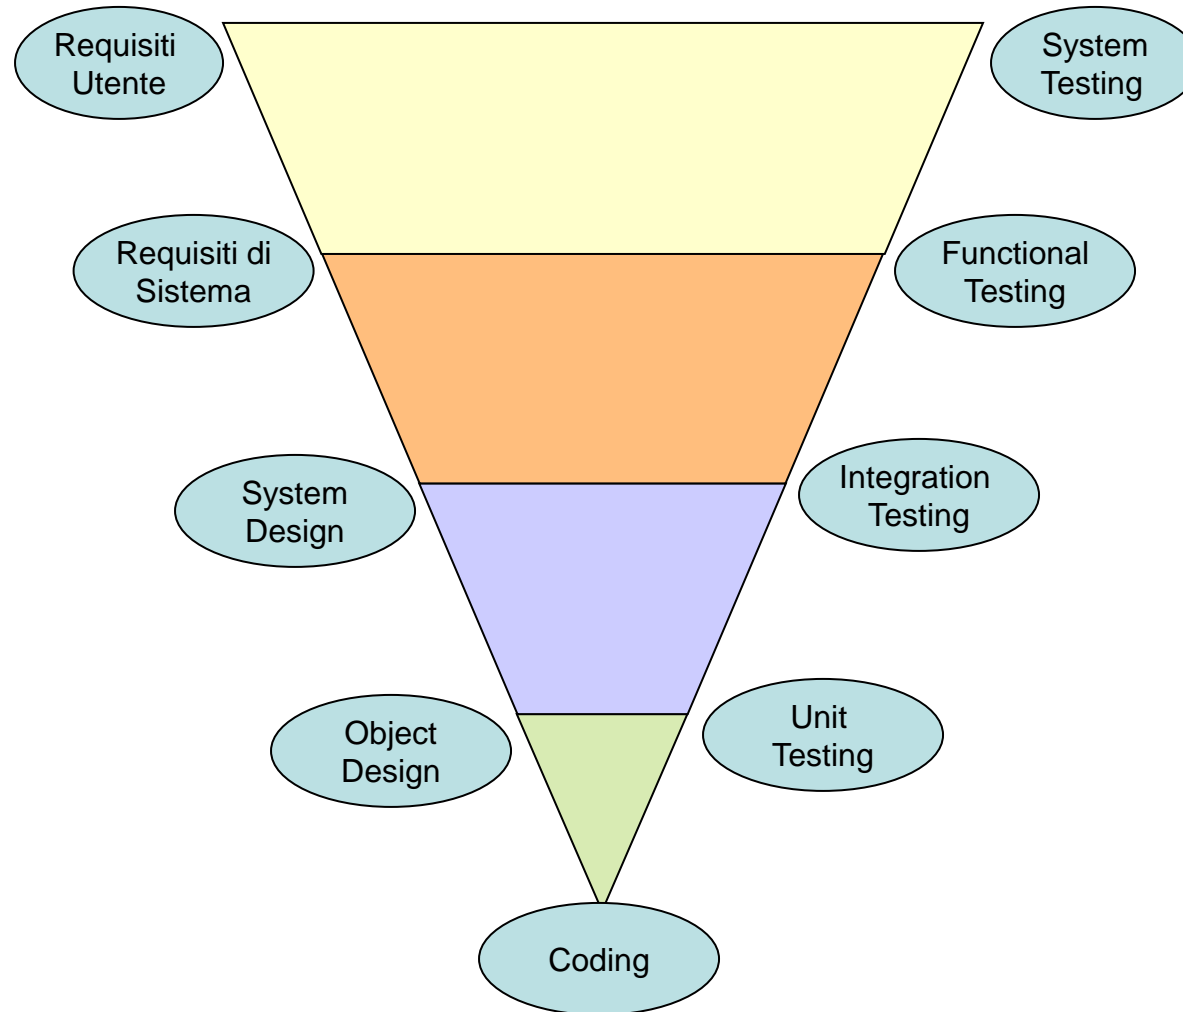 Requisiti
Utente
System
Testing
Requisiti di
Sistema
Functional
Testing
System
Design
Integration
Testing
Object
Design
Unit
Testing
Coding